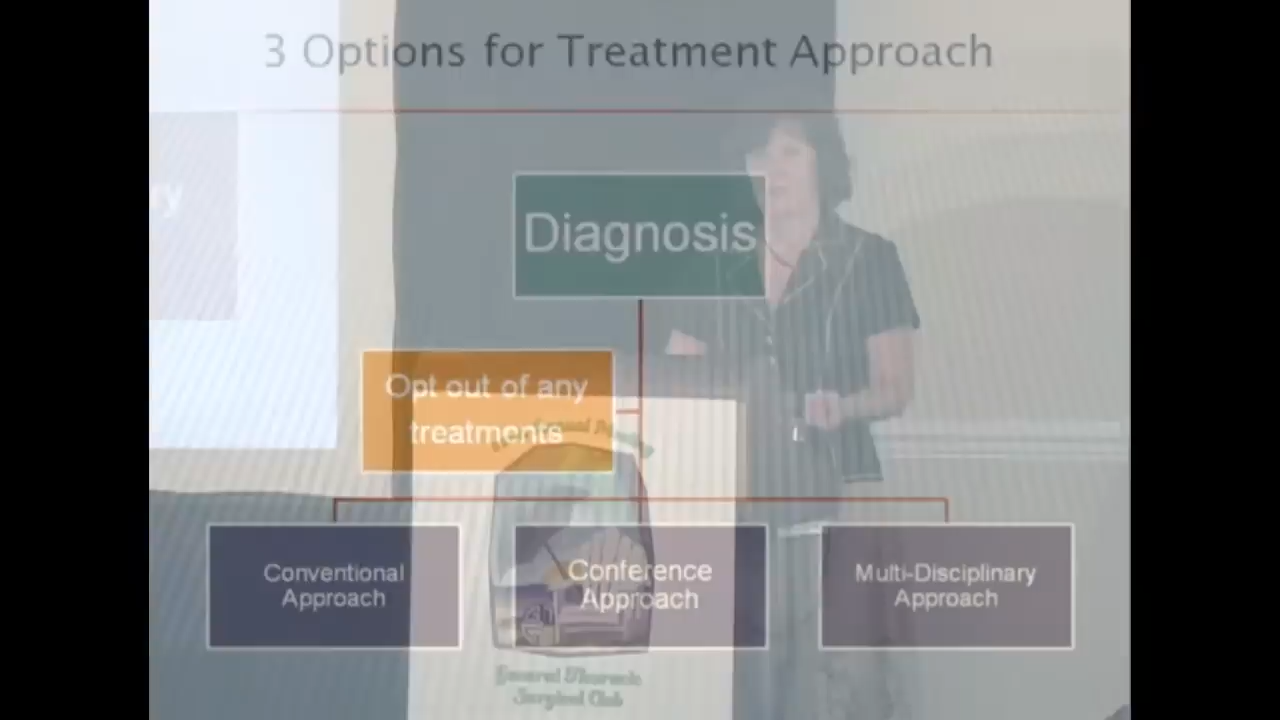 3 Options for Treatment Approach
Diagnosis
Opt out of any
treatments
Conventional
Approach
Conference
Approach
Multi-Disciplinary
Approach
General Thoracic
Surgical Club